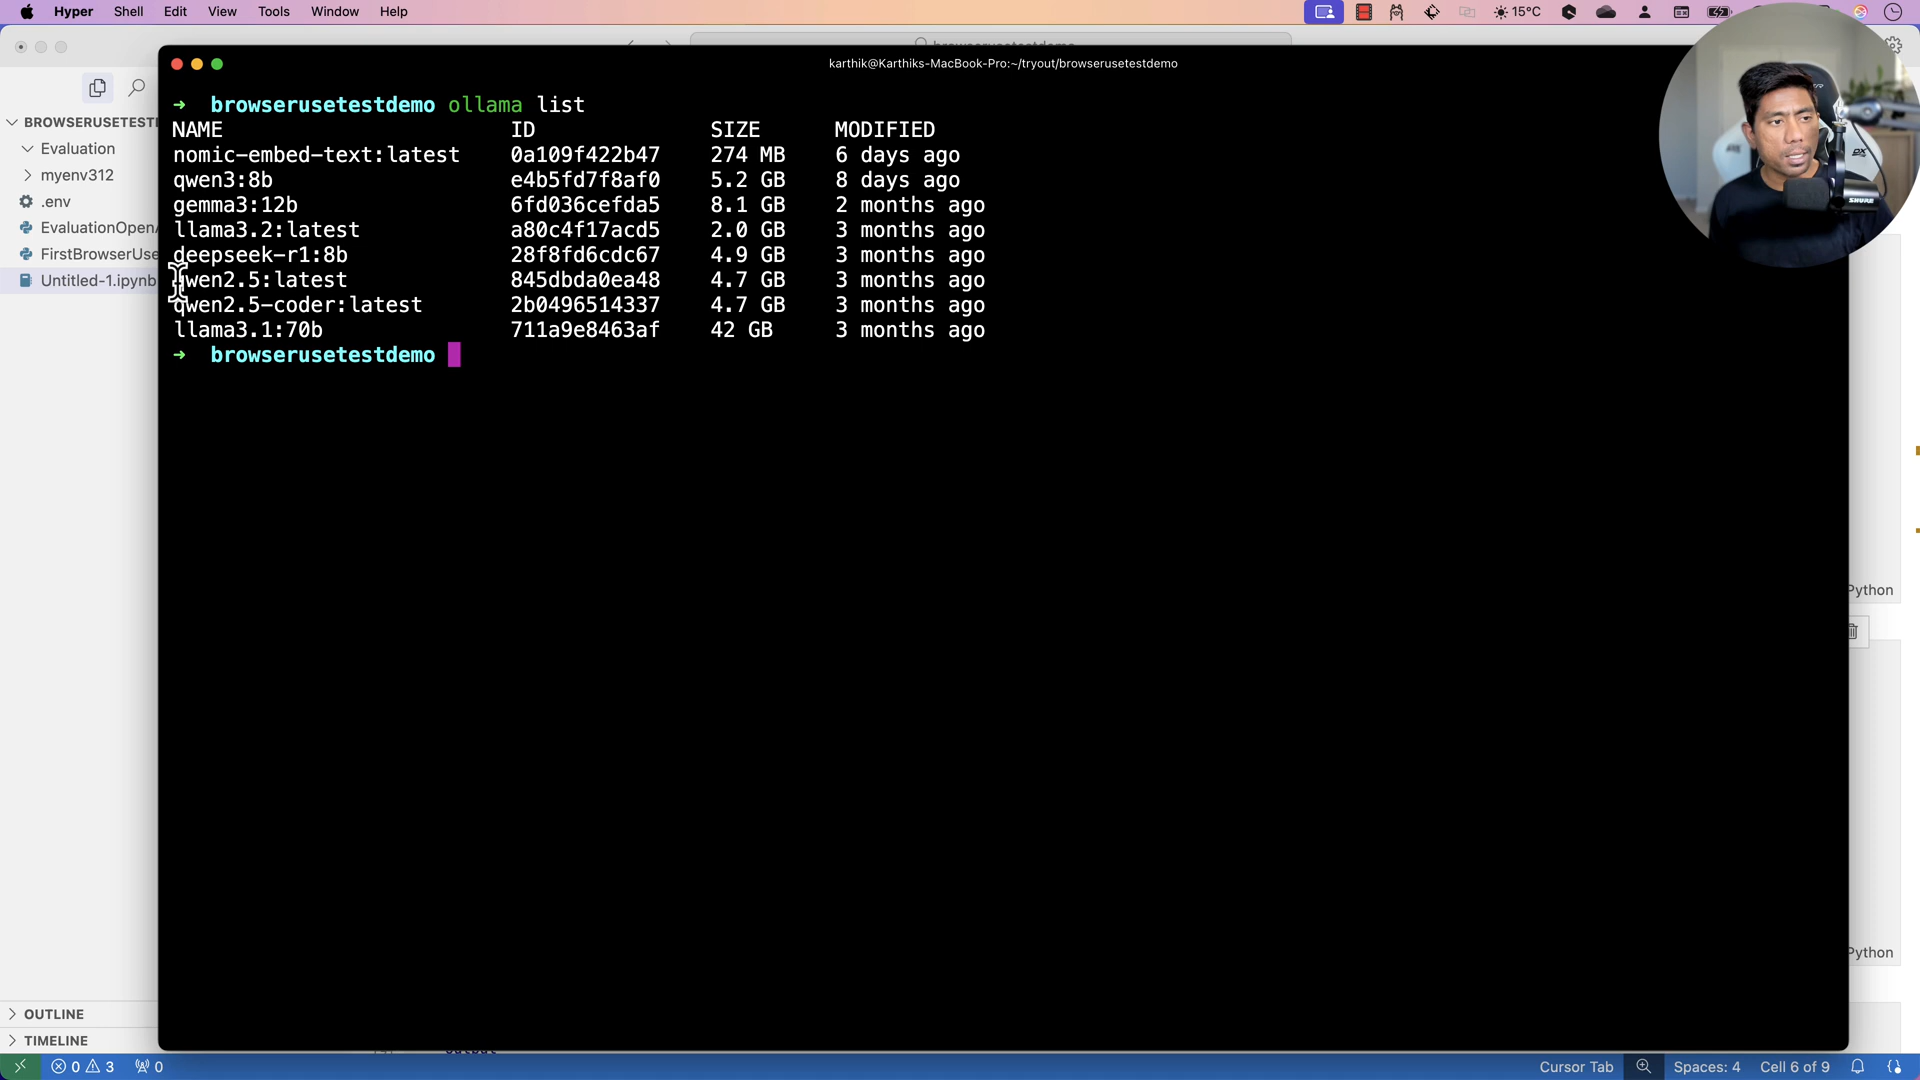 Hyper Shell Edit View Tools Window Help 15°C
karthik@Karthiks-MacBook-Pro:~/tryout/browserusetestdemo
➜ browserusetestdemo ollama list
NAME ID SIZE MODIFIED
nomic-embed-text:latest 0a109f422b47 274 MB 6 days ago
qwen3:8b e4b5fd7f8af0 5.2 GB 8 days ago
gemma3:12b 6fd036cefda5 8.1 GB 2 months ago
llama3.2:latest a80c4f17acd5 2.0 GB 3 months ago
deepseek-r1:8b 28f8fd6cdc67 4.9 GB 3 months ago
qwen2.5:latest 845dbda0ea48 4.7 GB 3 months ago
qwen2.5-coder:latest 2b0496514337 4.7 GB 3 months ago
llama3.1:70b 711a9e8463af 42 GB 3 months ago
➜ browserusetestdemo
BROWSERUSETESTI
Evaluation
myenv312
.env
EvaluationOpenA
FirstBrowserUse
Untitled-1.ipynb
Python
Python
OUTLINE
TIMELINE
0 3 0 Cursor Tab Spaces: 4 Cell 6 of 9
SHURE